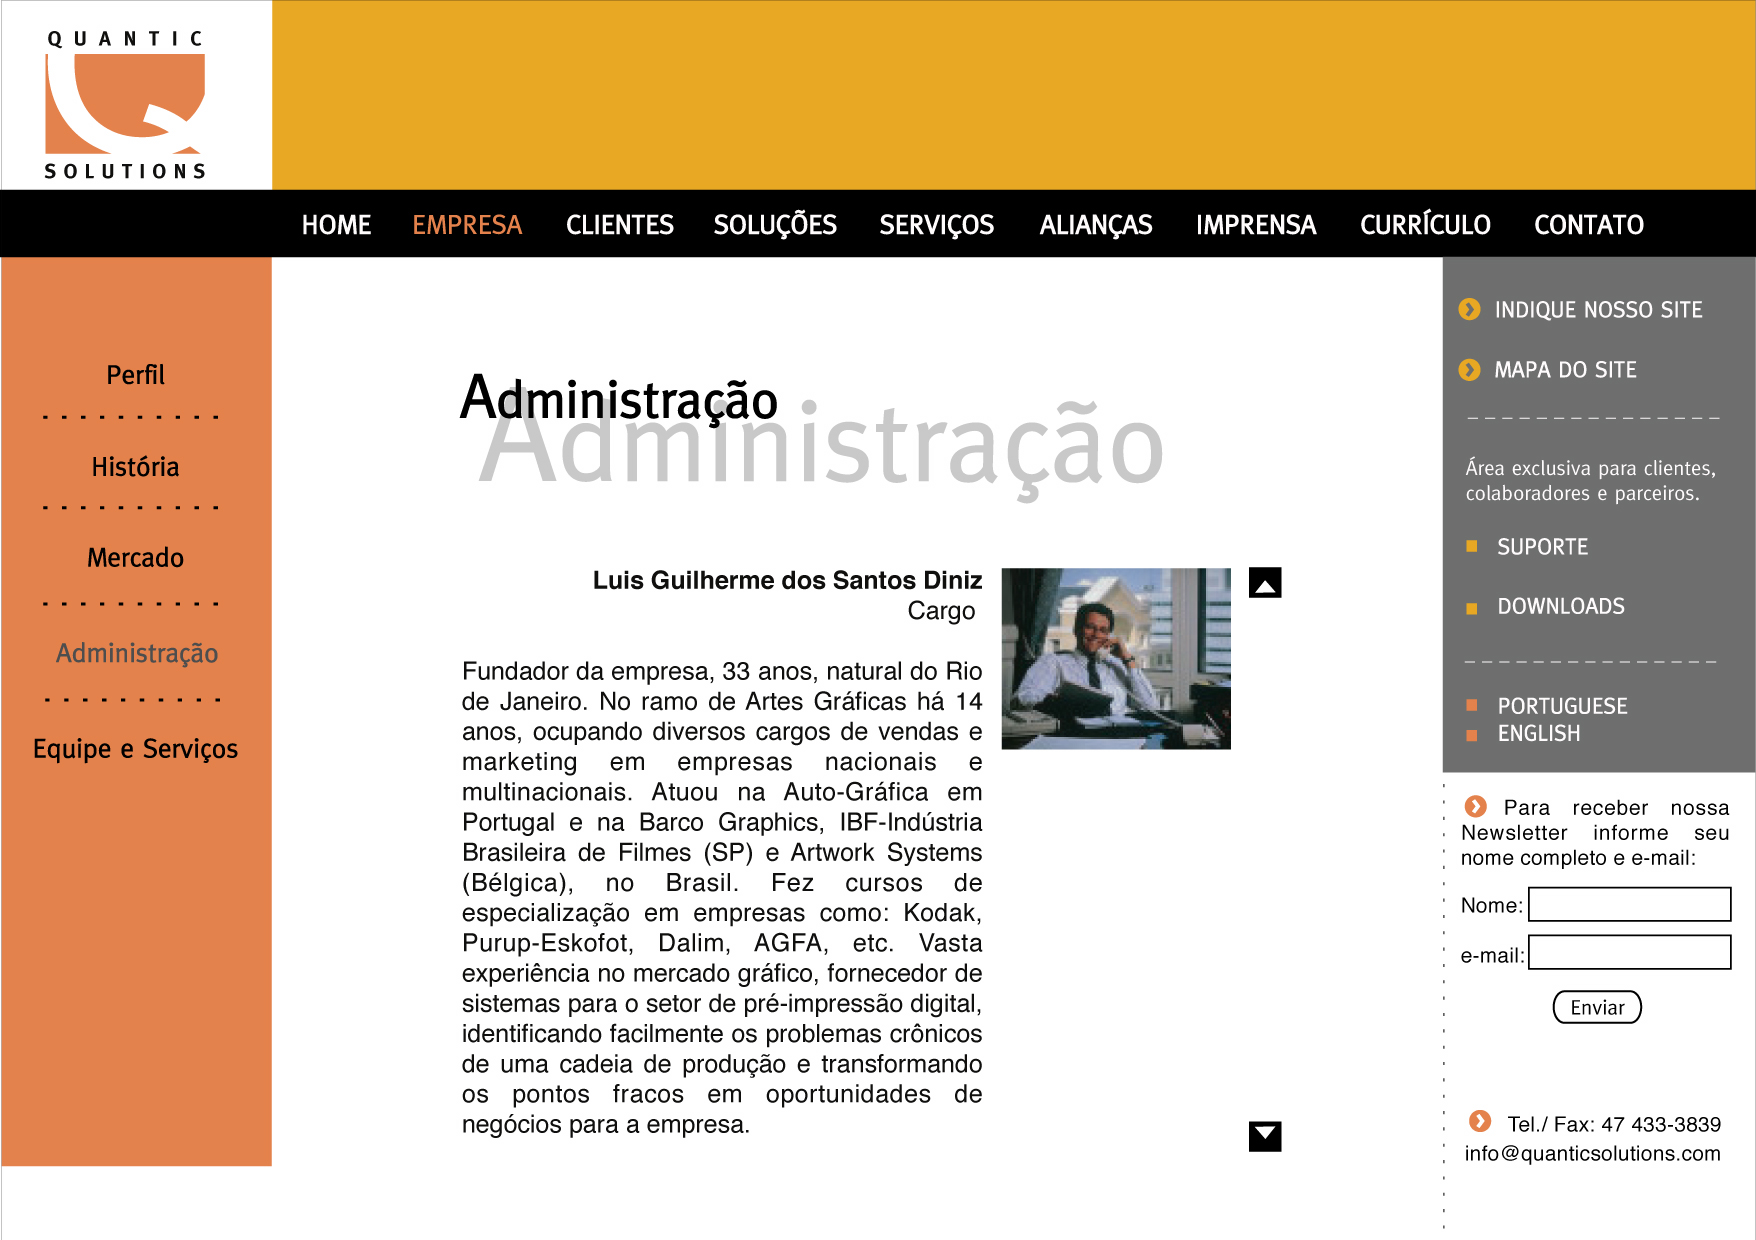 QUANTIC
SOLUTIONS
HOME EMPRESA CLIENTES SOLUÇÕES SERVIÇOS ALIANÇAS IMPRENSA CURRÍCULO CONTATO
Perfil
História
Mercado
Administração
Equipe e Serviços
Administração
Administração
Luis Guilherme dos Santos Diniz
Cargo
Fundador da empresa, 33 anos, natural do Rio
de Janeiro. No ramo de Artes Gráficas há 14
anos, ocupando diversos cargos de vendas e
marketing em empresas nacionais e
multinacionais. Atuou na Auto-Gráfica em
Portugal e na Barco Graphics, IBF-Indústria
Brasileira de Filmes (SP) e Artwork Systems
(Bélgica), no Brasil. Fez cursos de
especialização em empresas como: Kodak,
Purup-Eskofot, Dalim, AGFA, etc. Vasta
experiência no mercado gráfico, fornecedor de
sistemas para o setor de pré-impressão digital,
identificando facilmente os problemas crônicos
de uma cadeia de produção e transformando
os pontos fracos em oportunidades de
negócios para a empresa.
INDIQUE NOSSO SITE
MAPA DO SITE
Área exclusiva para clientes,
colaboradores e parceiros.
SUPORTE
DOWNLOADS
PORTUGUESE
ENGLISH
Para receber nossa
Newsletter informe seu
nome completo e e-mail:
Nome:
e-mail:
Enviar
Tel./ Fax: 47 433-3839
info@quanticsolutions.com